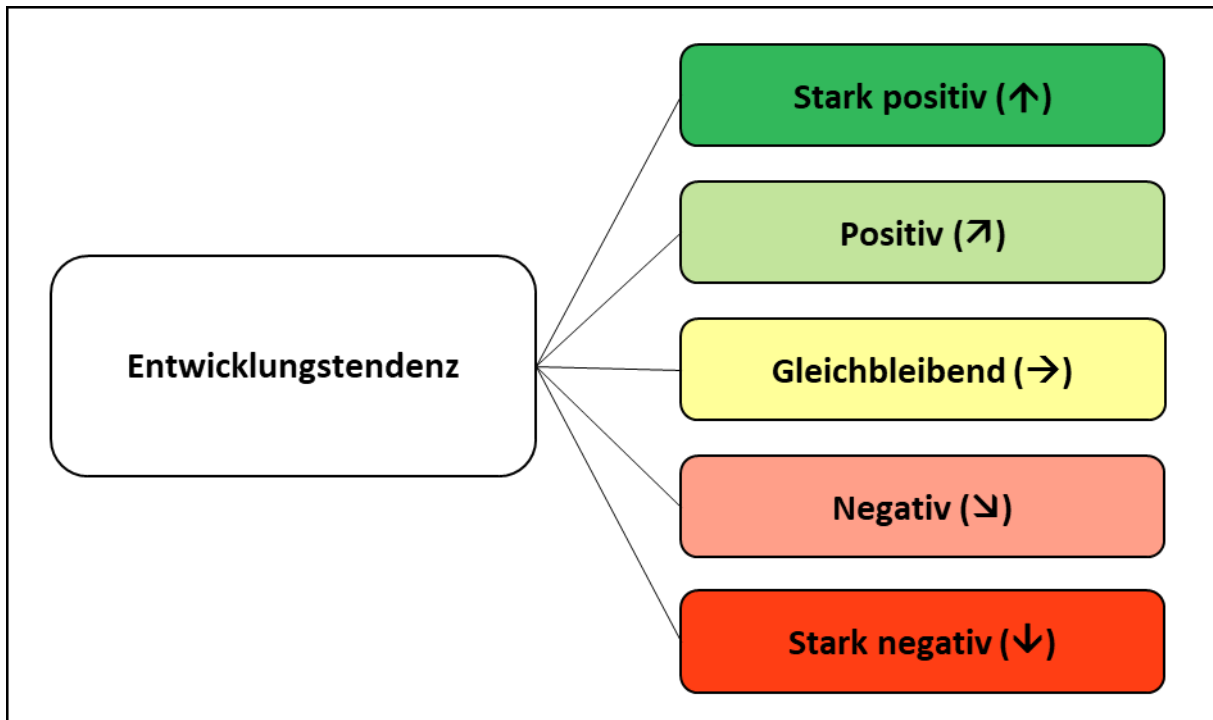 Stark positiv (↑)
Positiv (↗)
Entwicklungstendenz
Gleichbleibend (→)
Negativ (↘)
Stark negativ (↓)